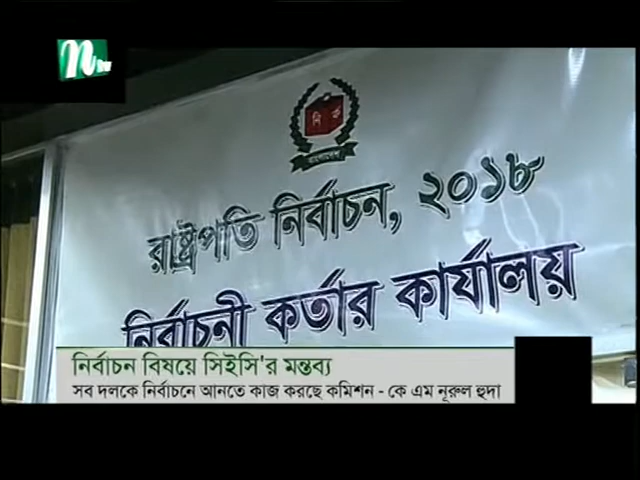 ntv
নি ক
বাংলাদেশ
রাষ্ট্রপতি নির্বাচন, ২০১৮
নির্বাচনী কর্তার কার্যালয়
নির্বাচন বিষয়ে সিইসি'র মন্তব্য
সব দলকে নির্বাচনে আনতে কাজ করছে কমিশন - কে এম নূরুল হুদা